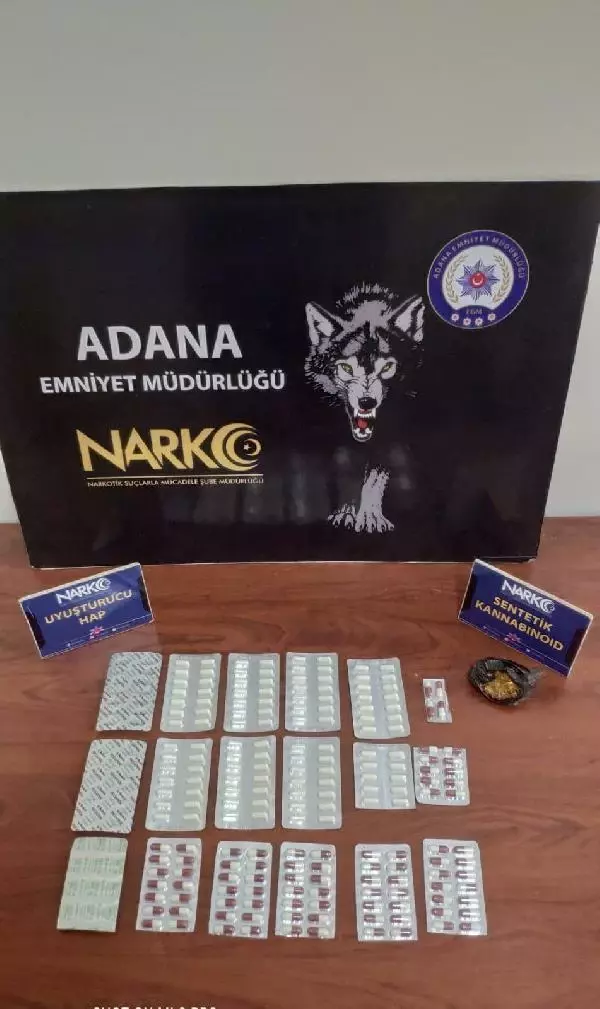 ADANA EMNİYET MÜDÜRLÜĞÜ
EGM
ADANA
EMNİYET MÜDÜRLÜĞÜ
NARKO
NARKOTİK SUÇLARLA MÜCADELE ŞUBE MÜDÜRLÜĞÜ
NARKO
UYUŞTURUCU
HAP
NARKO
SENTETİK
KANNABİNOİD